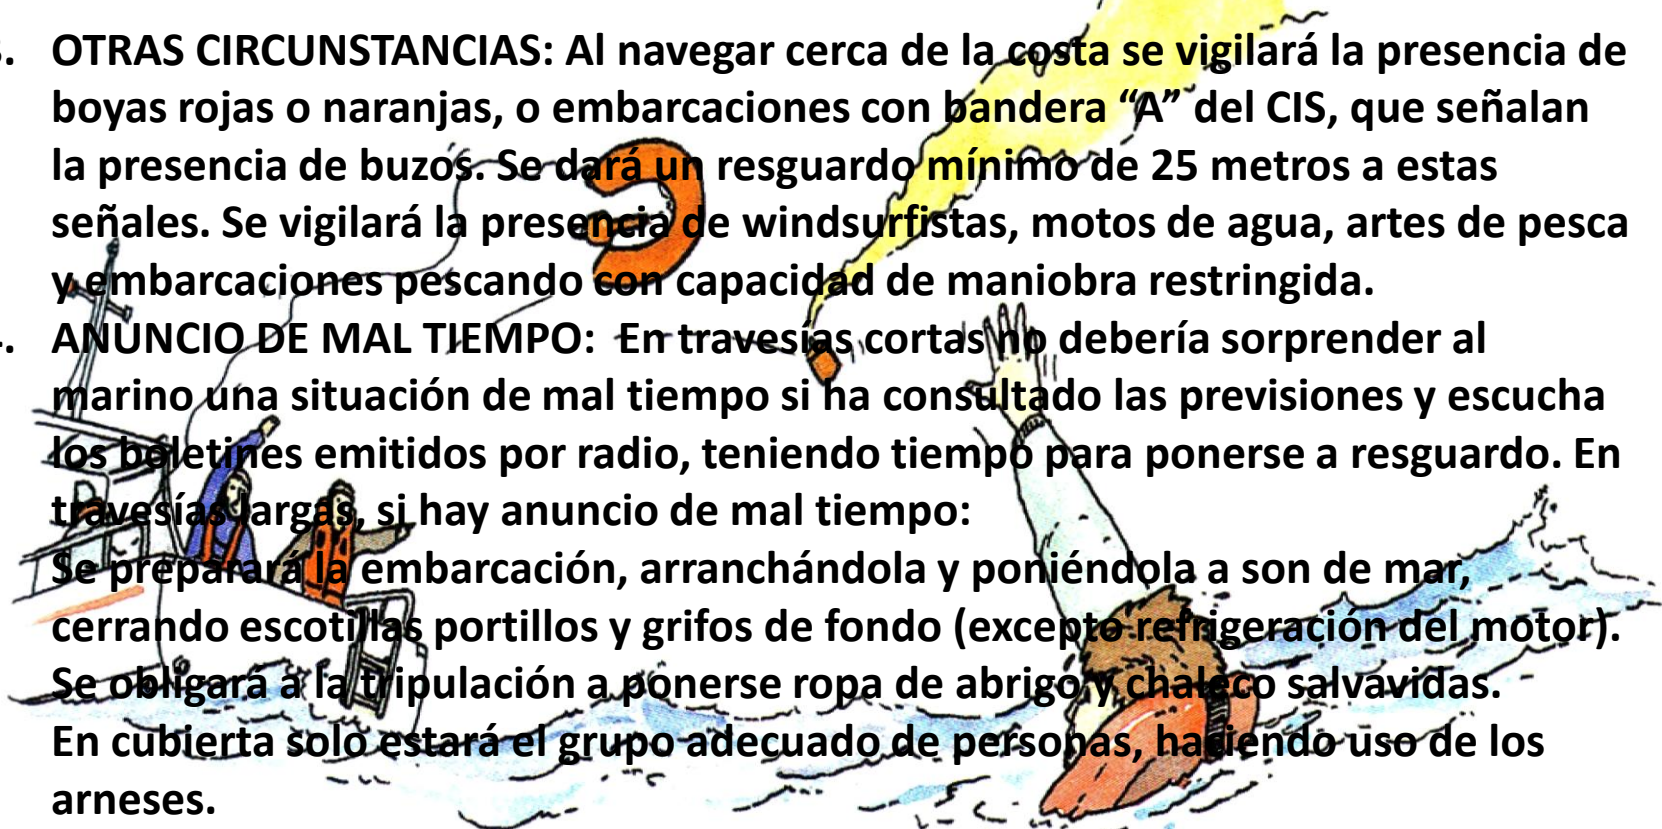 3. OTRAS CIRCUNSTANCIAS: Al navegar cerca de la costa se vigilará la presencia de
boyas rojas o naranjas, o embarcaciones con bandera “A” del CIS, que señalan
la presencia de buzos. Se dará un resguardo mínimo de 25 metros a estas
señales. Se vigilará la presencia de windsurfistas, motos de agua, artes de pesca
y embarcaciones pescando con capacidad de maniobra restringida.
. ANUNCIO DE MAL TIEMPO: En travesías cortas no debería sorprender al
marino una situación de mal tiempo si ha consultado las previsiones y escucha
los boletines emitidos por radio, teniendo tiempo para ponerse a resguardo. En
travesías largas, si hay anuncio de mal tiempo:
Se preparará la embarcación, arranchándola y poniéndola a son de mar,
cerrando escotillas portillos y grifos de fondo (excepto refrigeración del motor).
Se obligará a la tripulación a ponerse ropa de abrigo y chaleco salvavidas.
En cubierta solo estará el grupo adecuado de personas, haciendo uso de los
arneses.